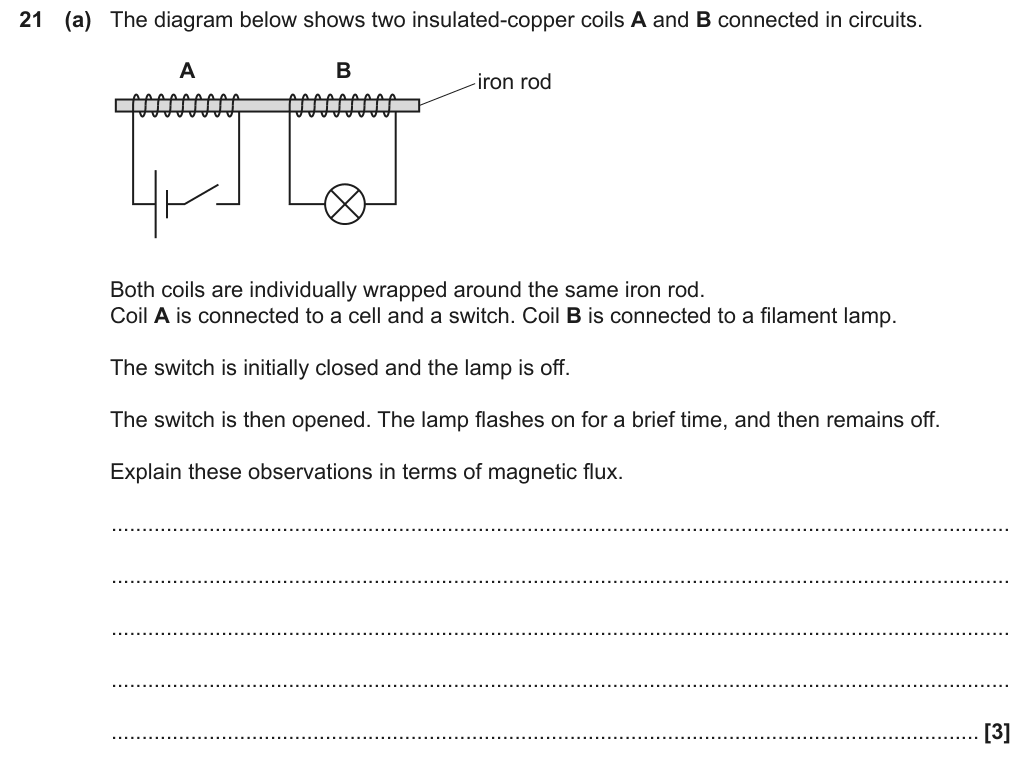 21 (a) The diagram below shows two insulated-copper coils A and B connected in circuits.
A B
iron rod
Both coils are individually wrapped around the same iron rod.
Coil A is connected to a cell and a switch. Coil B is connected to a filament lamp.
The switch is initially closed and the lamp is off.
The switch is then opened. The lamp flashes on for a brief time, and then remains off.
Explain these observations in terms of magnetic flux.
[3]